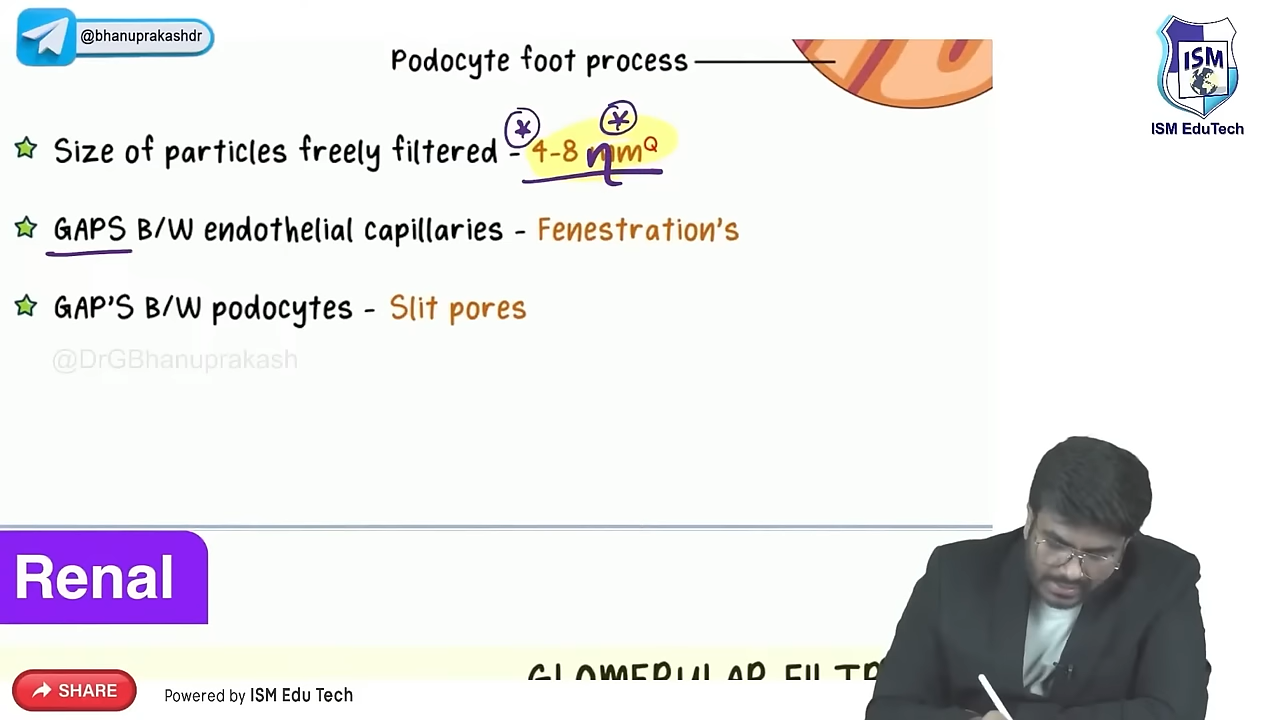 @bhanuprakashdr
ISM
ISM EduTech
Podocyte foot process
Size of particles freely filtered - 4-8 nm Q
GAPS B/W endothelial capillaries - Fenestration's
GAP'S B/W podocytes - Slit pores
@DrGBhanuprakash
Renal
SHARE
Powered by ISM Edu Tech